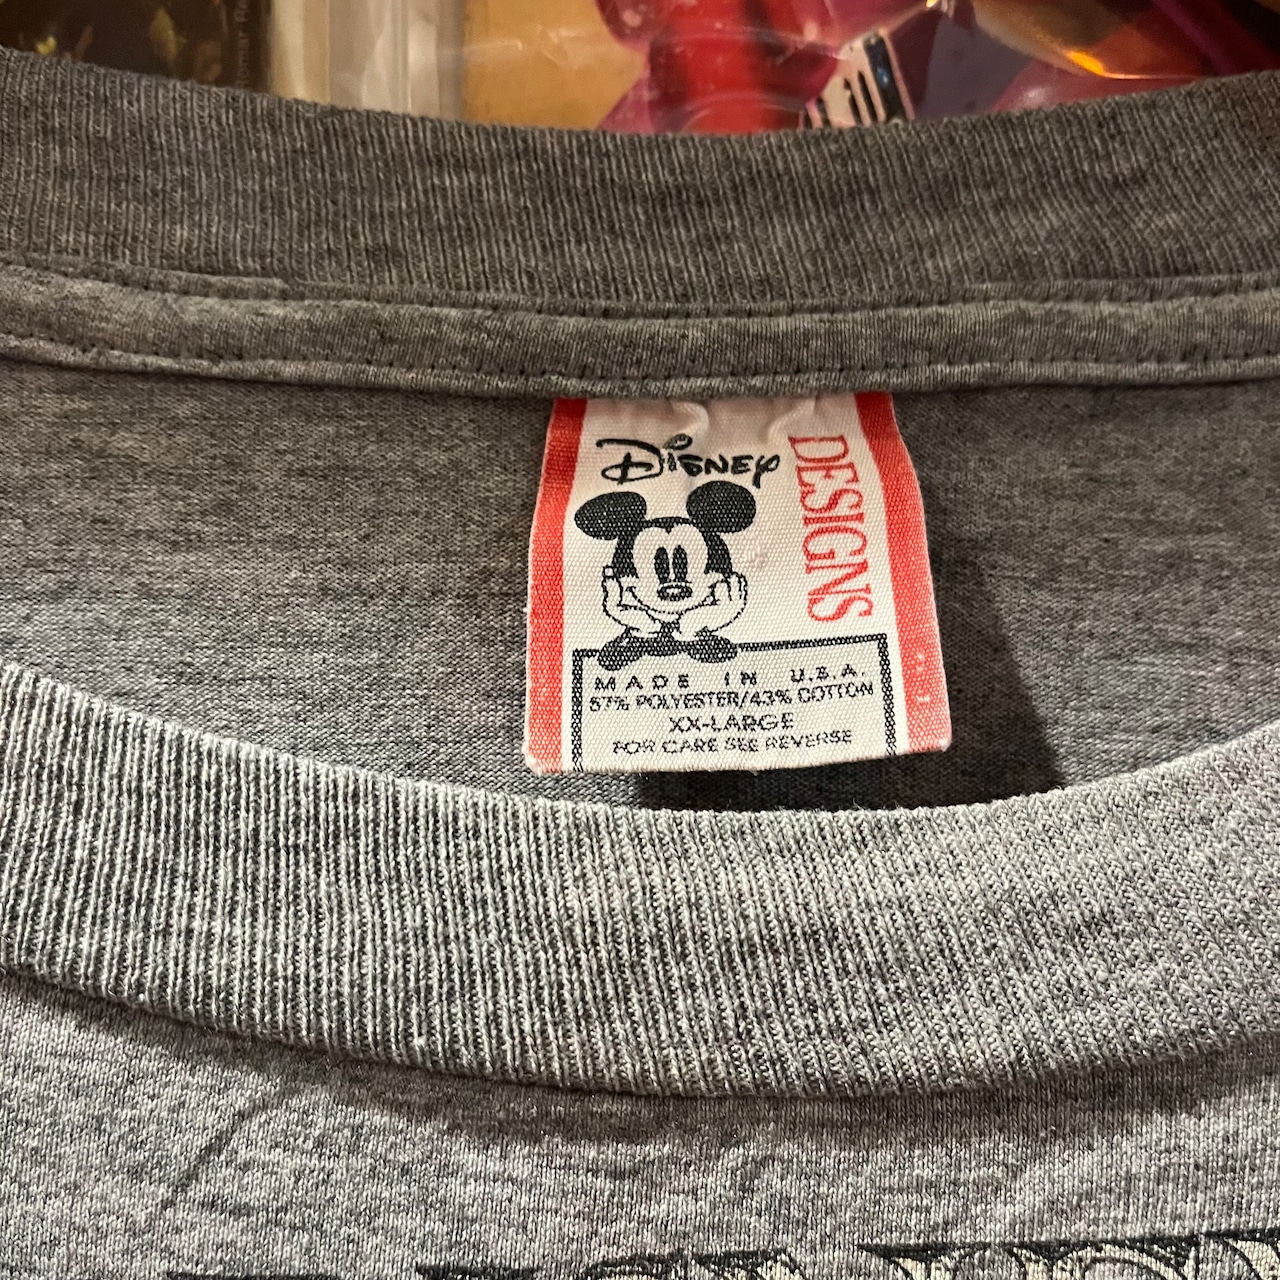 Disney
DESIGNS
MADE IN U.S.A.
57% POLYESTER/43% COTTON
XX-LARGE
FOR CARE SEE REVERSE